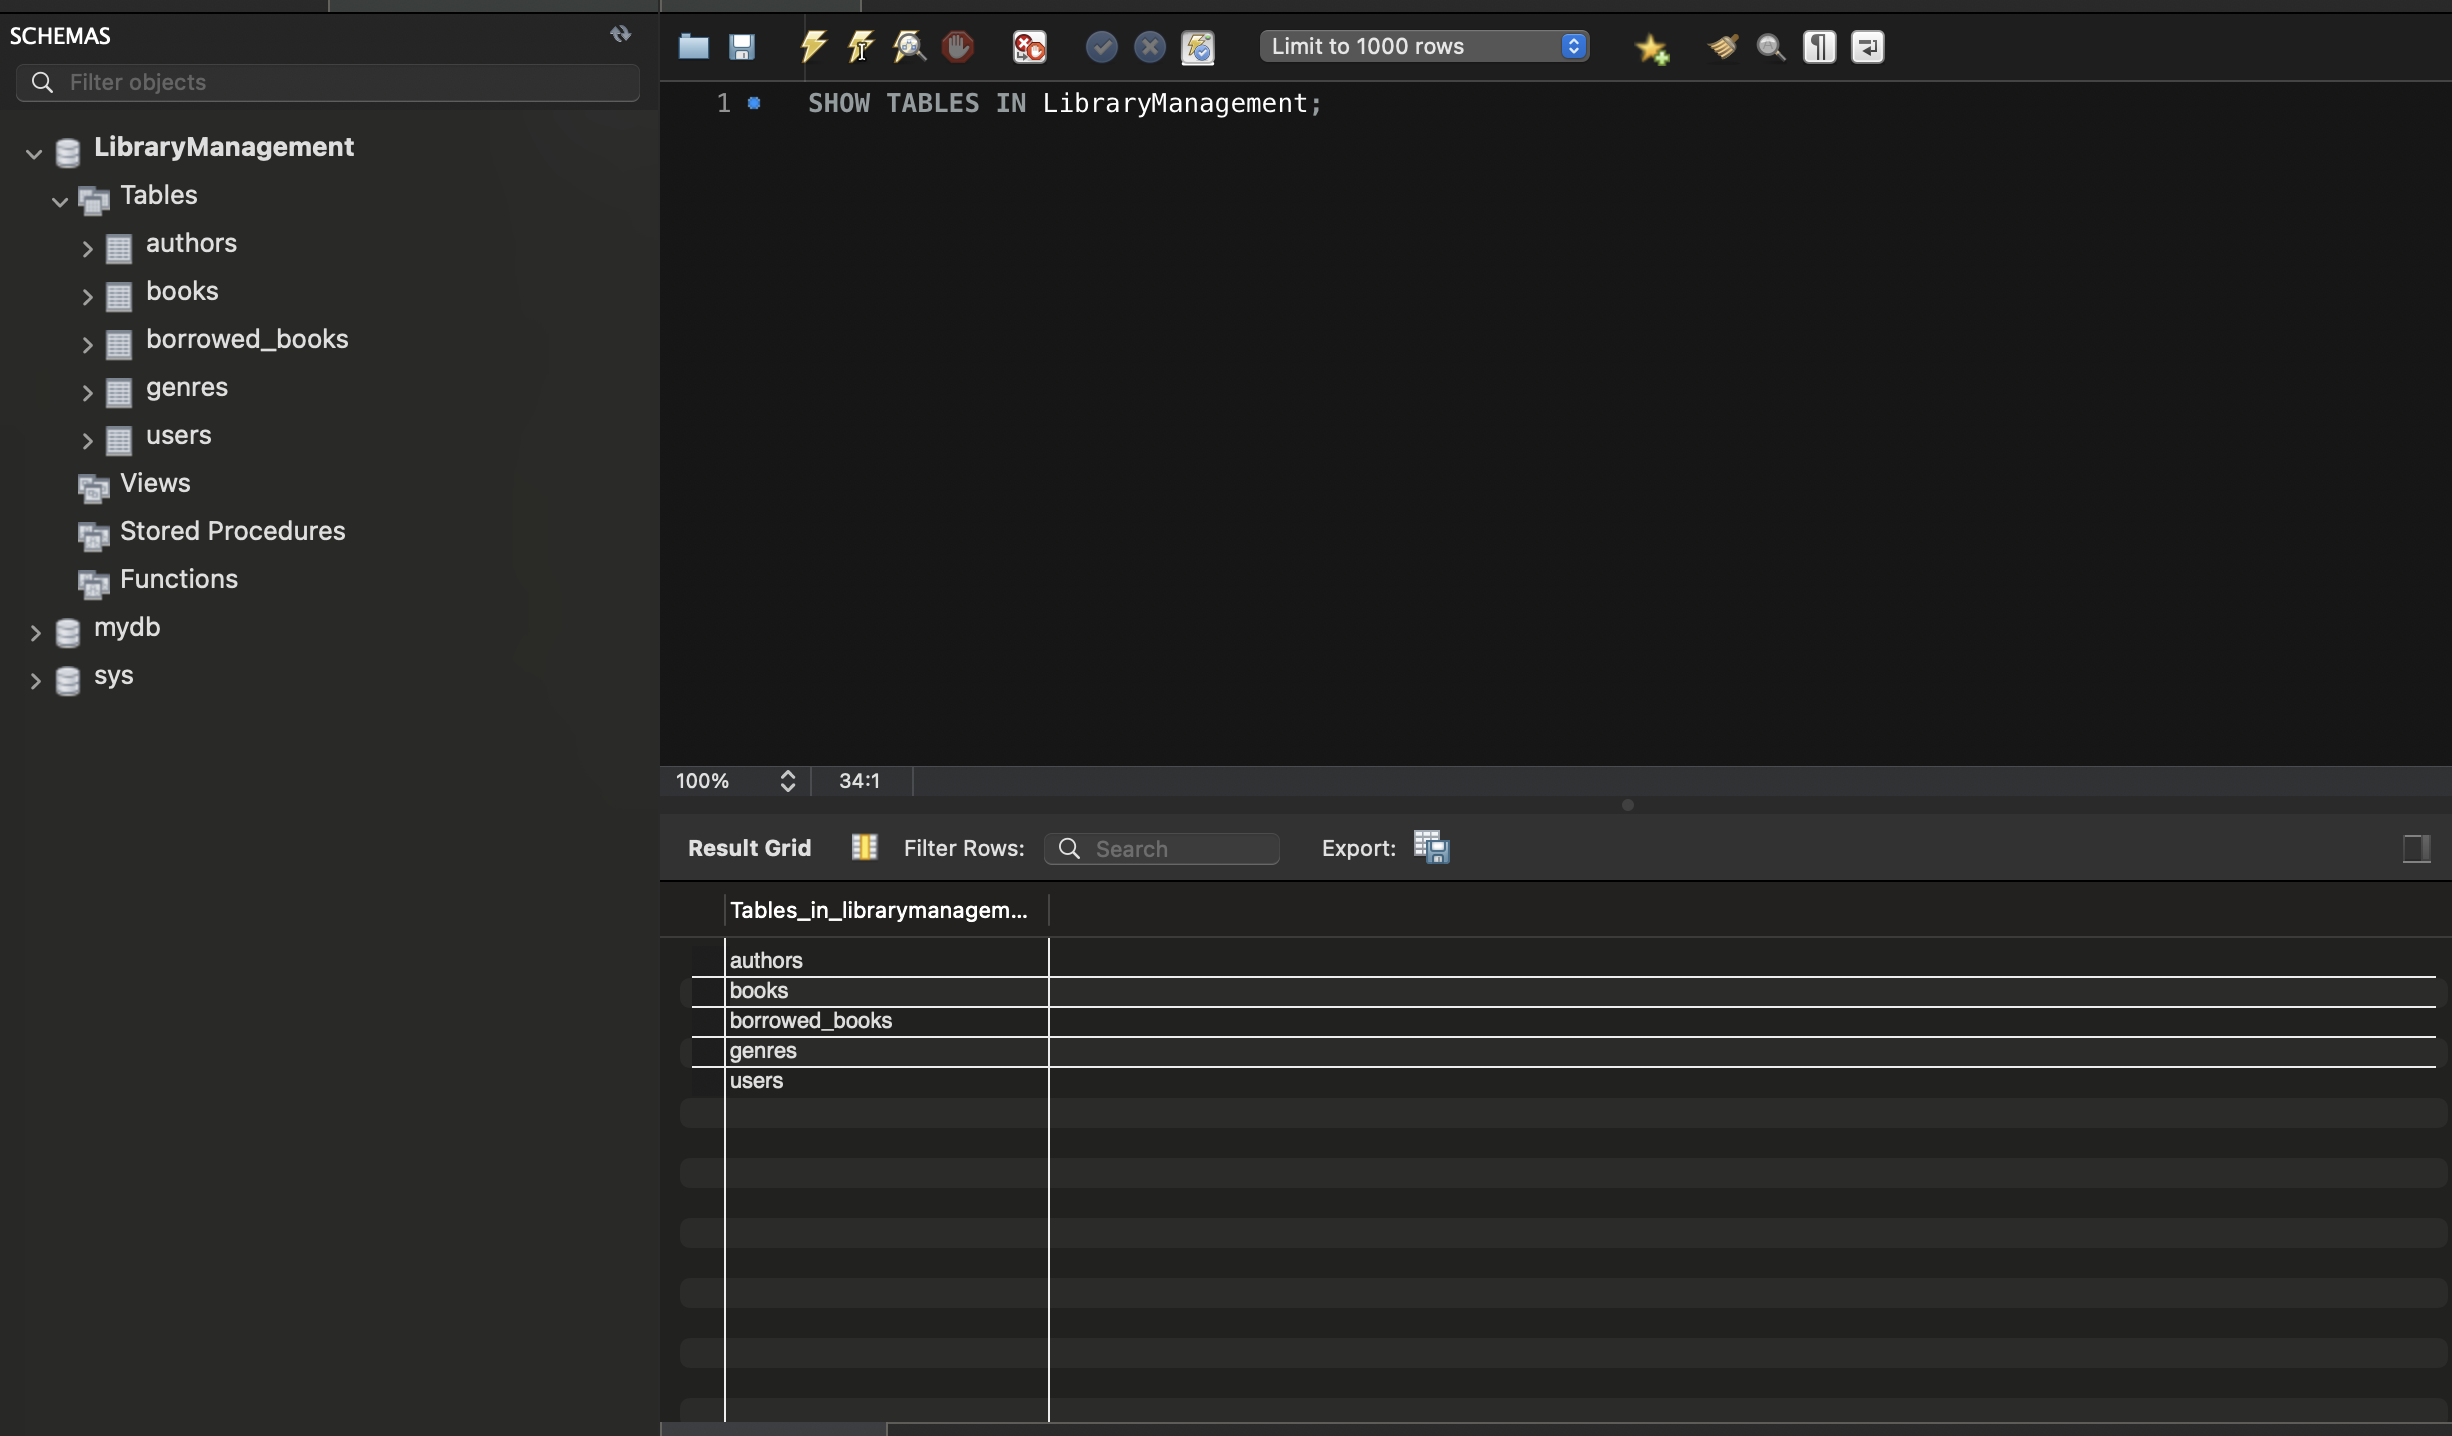 SCHEMAS
Filter objects
LibraryManagement
Tables
authors
books
borrowed_books
genres
users
Views
Stored Procedures
Functions
mydb
sys
Limit to 1000 rows
1 SHOW TABLES IN LibraryManagement;
100% 34:1
Result Grid Filter Rows: Search Export:
Tables_in_librarymanagem...
authors
books
borrowed_books
genres
users